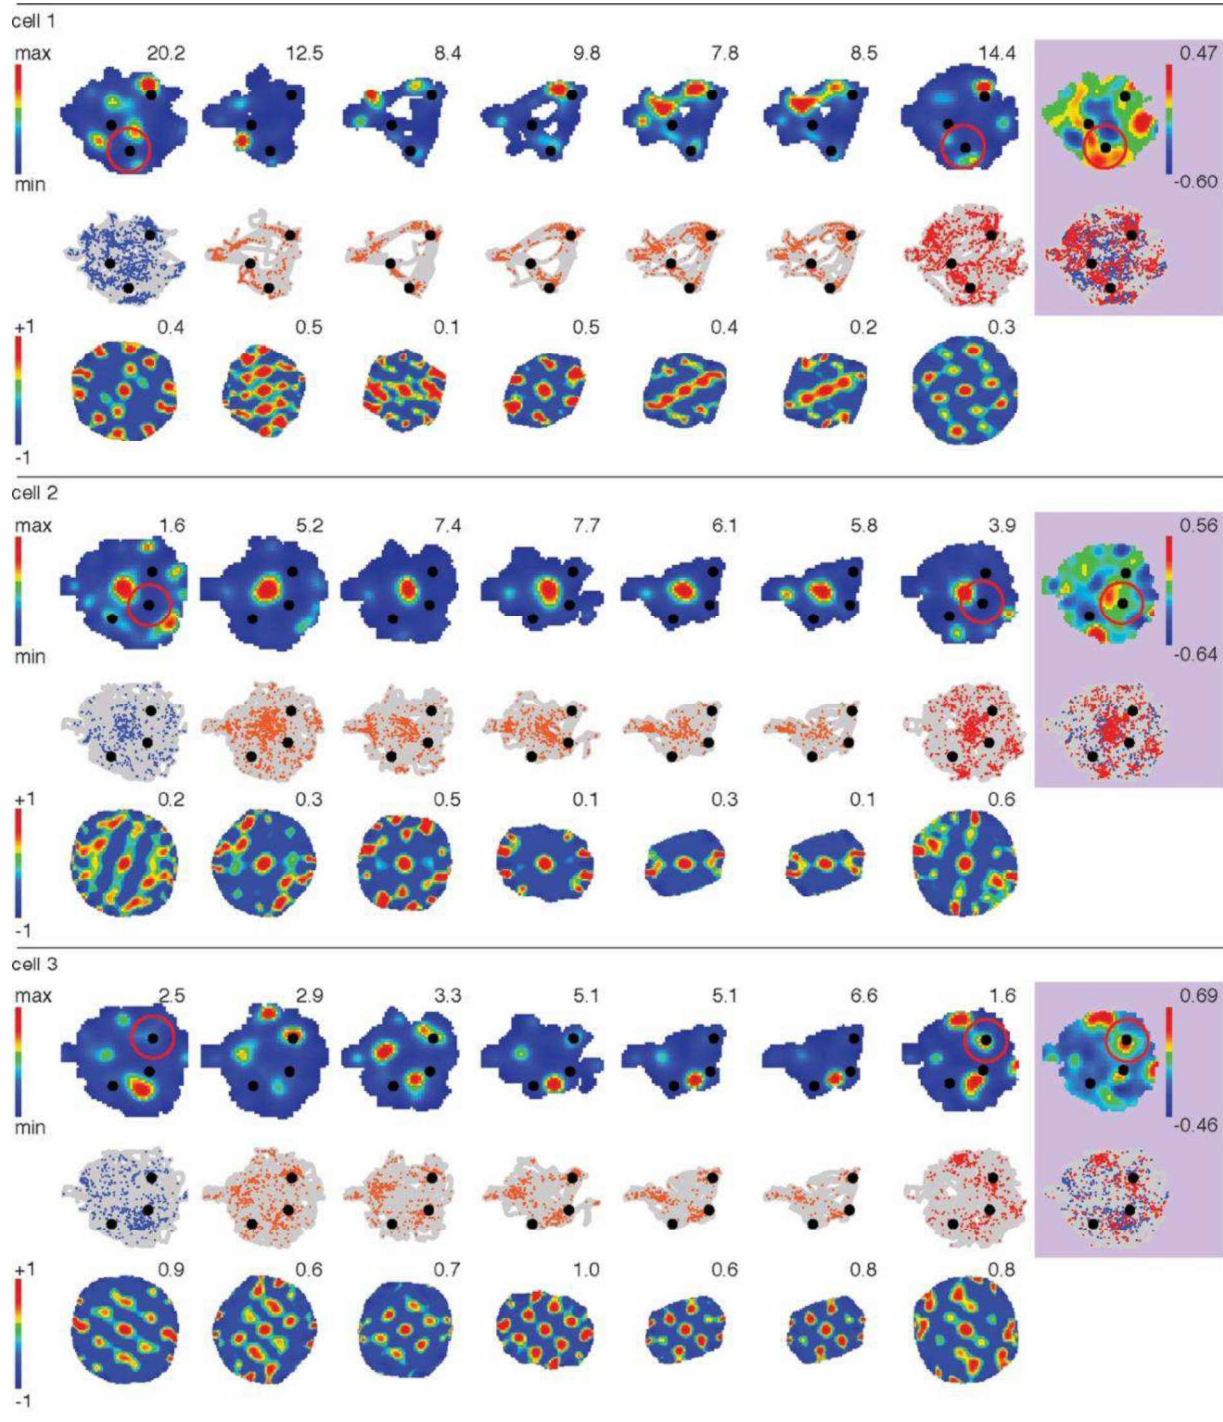 cell 1
max 20.2 12.5 8.4 9.8 7.8 8.5 14.4 0.47
min -0.60
+1 0.4 0.5 0.1 0.5 0.4 0.2 0.3
-1
cell 2
max 1.6 5.2 7.4 7.7 6.1 5.8 3.9 0.56
min -0.64
+1 0.2 0.3 0.5 0.1 0.3 0.1 0.6
-1
cell 3
max 2.5 2.9 3.3 5.1 5.1 6.6 1.6 0.69
min -0.46
+1 0.9 0.6 0.7 1.0 0.6 0.8 0.8
-1